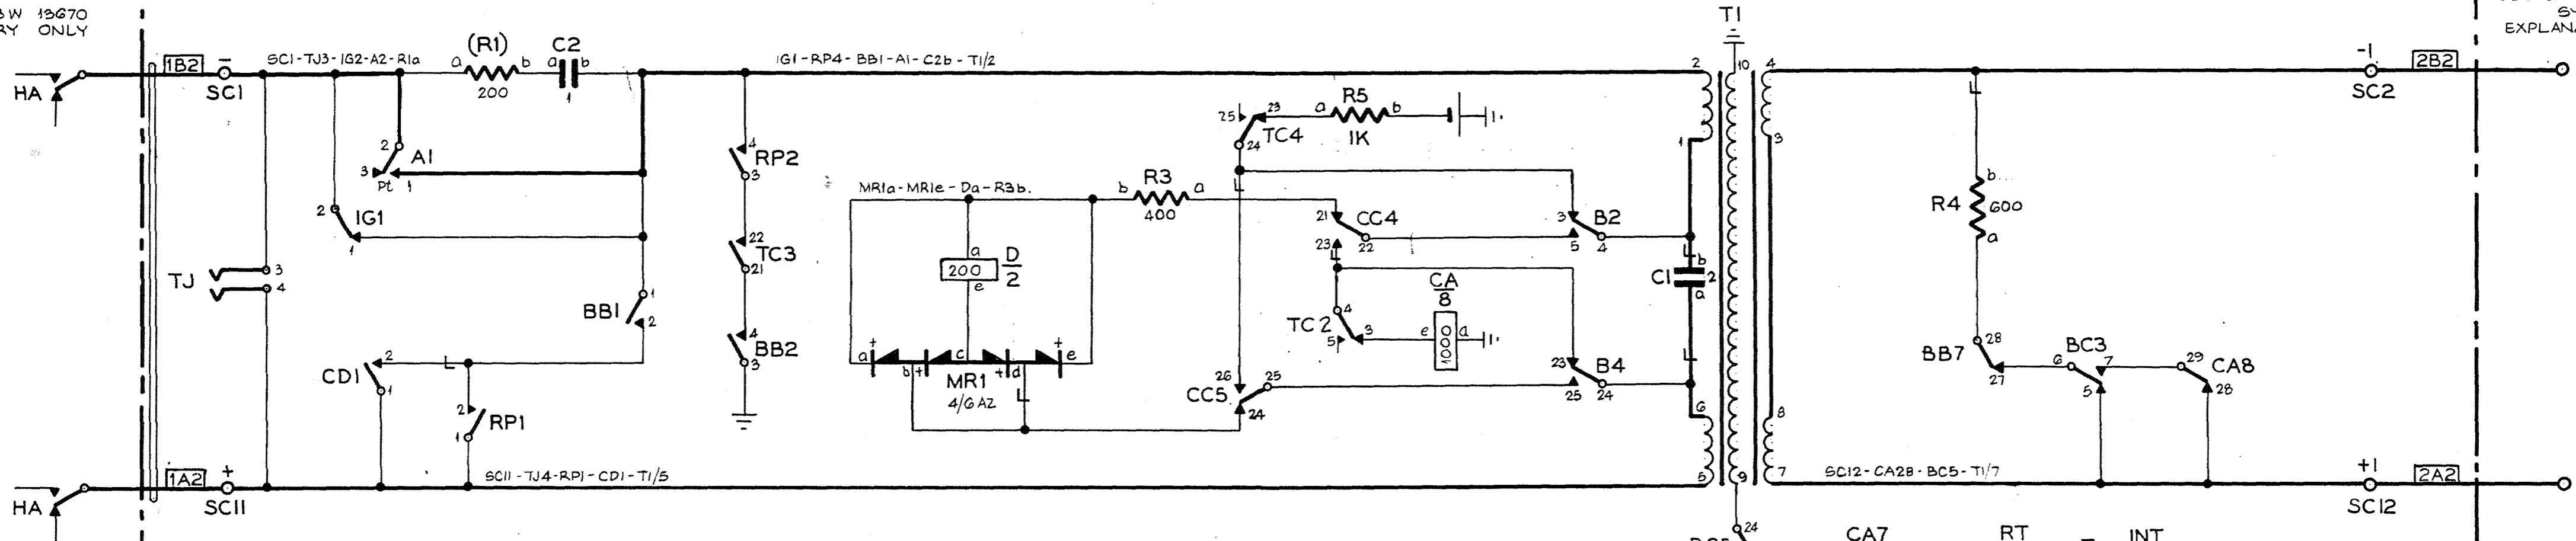 BW 13670
RY ONLY
HA
1B2
−
SC1
SC1-TJ3-IG2-A2-R1a
(R1)
a b
200
C2
a b
1
IG1-RP4-BB1-A1-C2b-T1/2
T1
2
10
4
−1
SC2
2B2
EXPLANA
2
A1
3
Pt 1
2
IG1
1
TJ
3
4
BB1
1
2
CD1
2
1
2
RP1
1
4
RP2
3
22
TC3
21
4
BB2
3
MR1a-MR1e-Da-R3b.
a
200
D
2
e
a
+
b
+
c
+
d
+
e
MR1
4/6A2
R3
b a
400
25
23
TC4
24
R5
a b
1K
21
CC4
23
22
3
B2
5
4
TC2
4
3
5
CA
8
e
1000
a
26
25
CC5
24
23
B4
25
24
1
C1
b
2
a
6
5
9
3
8
7
R4
b
600
a
BB7
28
27
BC3
6
7
5
29
CA8
28
HA
1A2
+
SC11
SC11-TJ4-RP1-CD1-T1/5
SC12-CA28-BC5-T1/7
+1
SC12
2A2
24
CA7
RT
INT